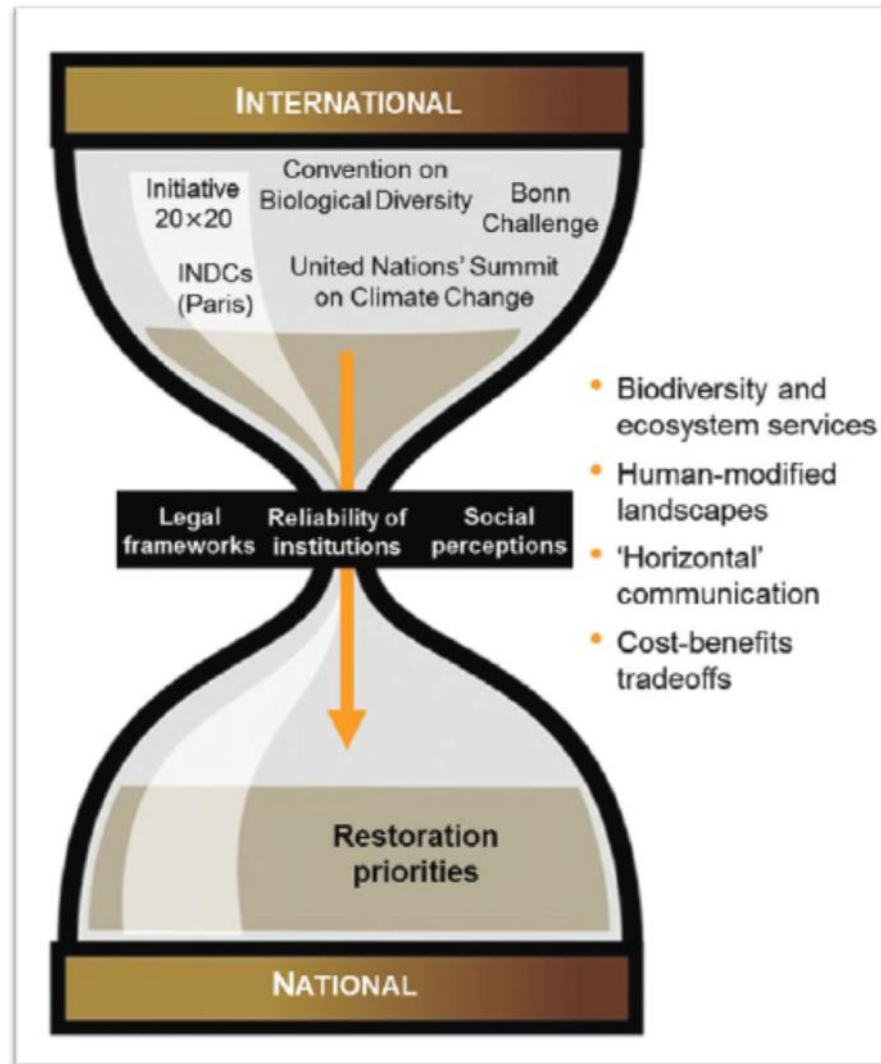 INTERNATIONAL
Initiative
20×20
Convention on
Biological Diversity
Bonn
Challenge
INDCs
(Paris)
United Nations' Summit
on Climate Change
Legal
frameworks
Reliability of
institutions
Social
perceptions
• Biodiversity and
ecosystem services
• Human-modified
landscapes
• 'Horizontal'
communication
• Cost-benefits
tradeoffs
Restoration
priorities
NATIONAL